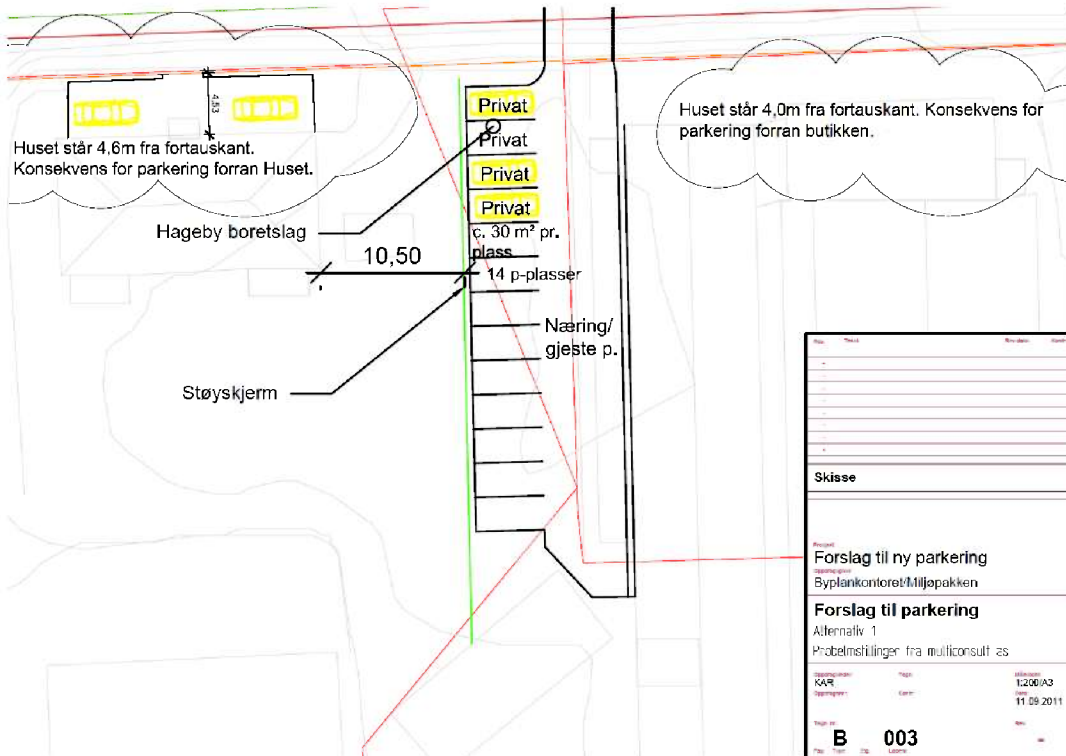 4,53
Huset står 4,6m fra fortauskant.
Konsekvens for parkering forran Huset.
Privat
Privat
Privat
Privat
Huset står 4,0m fra fortauskant. Konsekvens for
parkering forran butikken.
Hageby boretslag
c. 30 m² pr.
plass
10,50
14 p-plasser
Næring/
gjeste p.
Støyskjerm
Skisse
Forslag til ny parkering
Byplankontoret/Miljøpakken
Forslag til parkering
Alternativ 1
Probelmstillinger fra multiconsult as
KAR
1:200/A3
11.09.2011
B 003